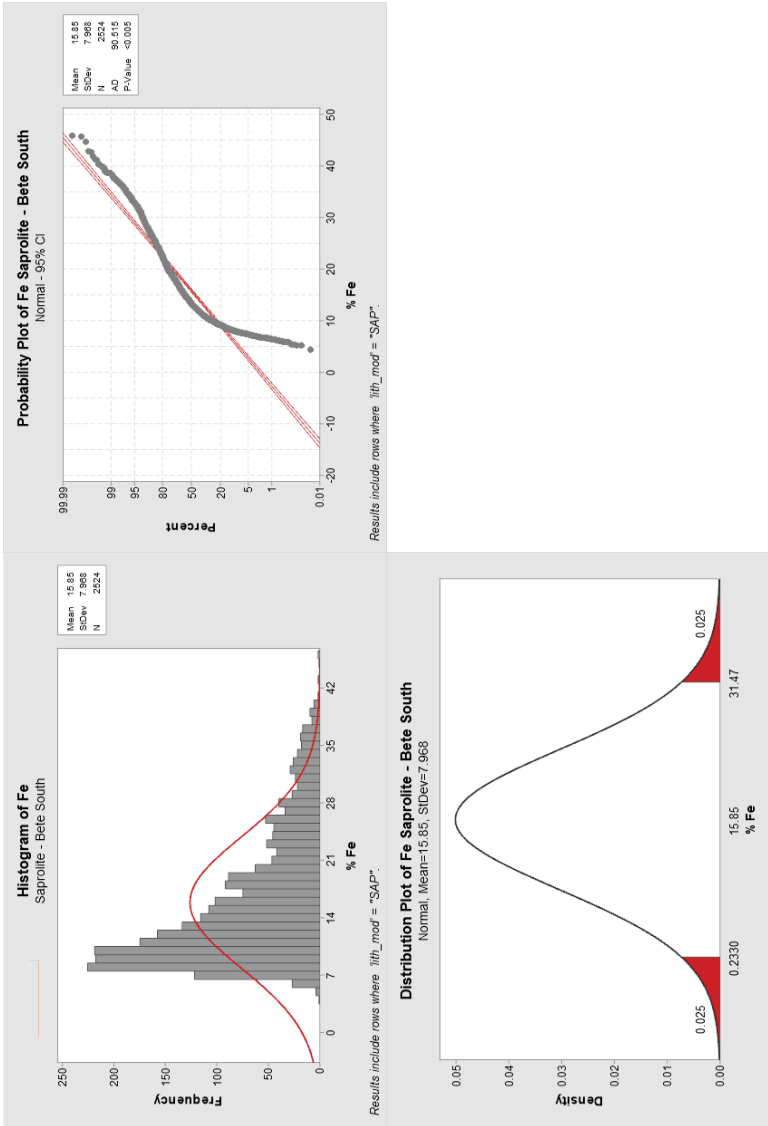 Histogram of Fe
Saprolite - Bete South
Mean 15.85
StDev 7.968
N 2524
250
200
150
100
50
0
Frequency
0
7
14
21
28
35
42
% Fe
Results include rows where 'lith_mod' = "SAP".
Probability Plot of Fe Saprolite - Bete South
Normal - 95% CI
Mean 15.85
StDev 7.968
N 2524
AD 90.515
P-Value <0.005
99.99
99
95
80
50
20
5
1
0.01
Percent
-20
-10
0
10
20
30
40
50
% Fe
Results include rows where 'lith_mod' = "SAP".
Distribution Plot of Fe Saprolite - Bete South
Normal, Mean=15.85, StDev=7.968
0.05
0.04
0.03
0.02
0.01
0.00
Density
0.025
0.025
0.2330
15.85
31.47
% Fe